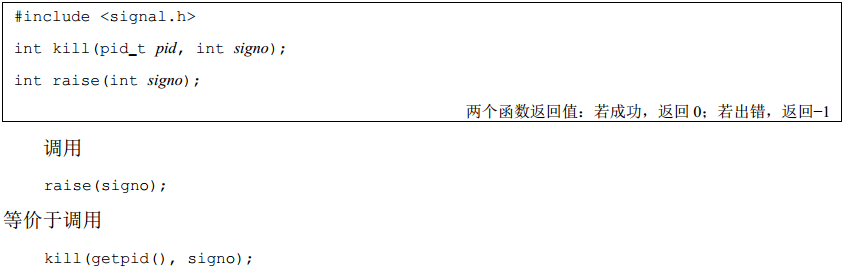 #include <signal.h>
int kill(pid_t pid, int signo);
int raise(int signo);
两个函数返回值：若成功，返回 0；若出错，返回−1
调用
raise(signo);
等价于调用
kill(getpid(), signo);